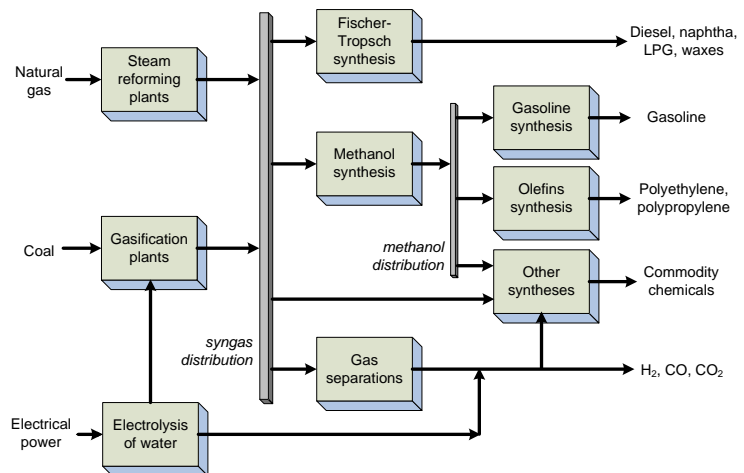 Natural
gas
Steam
reforming
plants
Fischer-
Tropsch
synthesis
Diesel, naphtha,
LPG, waxes
Methanol
synthesis
Gasoline
synthesis
Gasoline
Olefins
synthesis
Polyethylene,
polypropylene
methanol
distribution
Coal
Gasification
plants
Other
syntheses
Commodity
chemicals
syngas
distribution
Gas
separations
H₂, CO, CO₂
Electrical
power
Electrolysis
of water